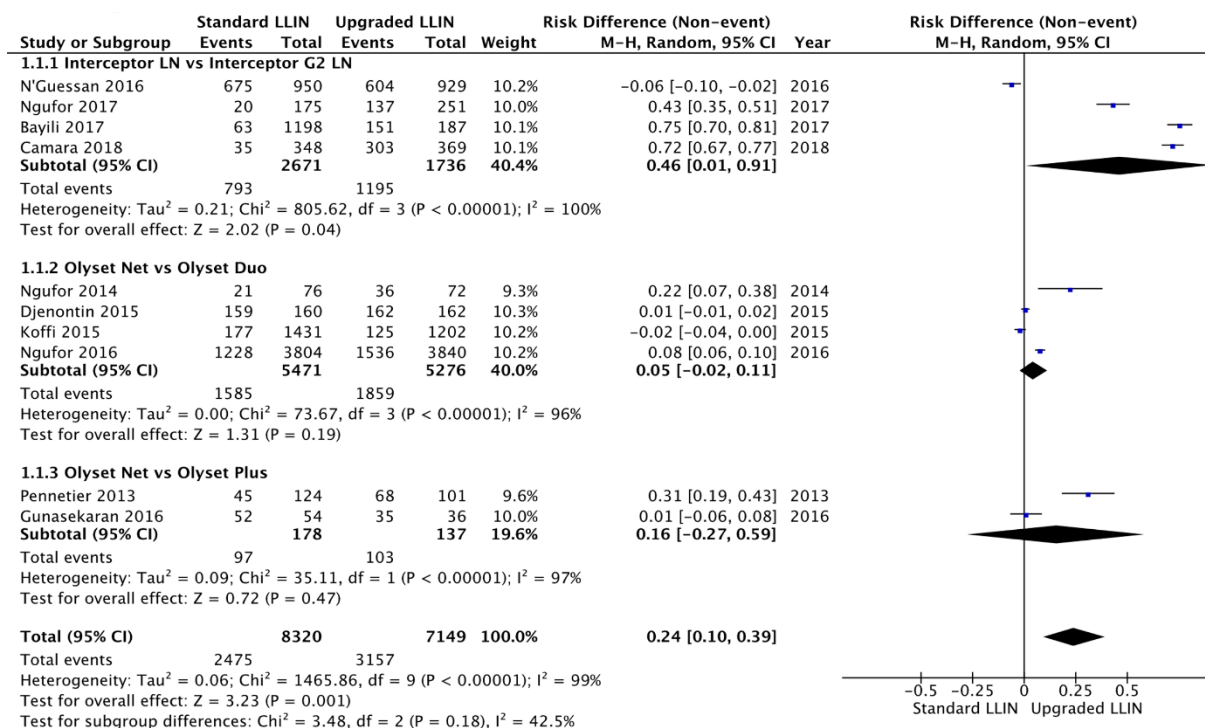 Standard LLIN Upgraded LLIN Risk Difference (Non-event) Risk Difference (Non-event)
Study or Subgroup Events Total Events Total Weight M-H, Random, 95% CI Year M-H, Random, 95% CI
1.1.1 Interceptor LN vs Interceptor G2 LN
N'Guessan 2016 675 950 604 929 10.2% -0.06 [-0.10, -0.02] 2016
Ngufor 2017 20 175 137 251 10.0% 0.43 [0.35, 0.51] 2017
Bayili 2017 63 1198 151 187 10.1% 0.75 [0.70, 0.81] 2017
Camara 2018 35 348 303 369 10.1% 0.72 [0.67, 0.77] 2018
Subtotal (95% CI) 2671 1736 40.4% 0.46 [0.01, 0.91]
Total events 793 1195
Heterogeneity: Tau² = 0.21; Chi² = 805.62, df = 3 (P < 0.00001); I² = 100%
Test for overall effect: Z = 2.02 (P = 0.04)
1.1.2 Olyset Net vs Olyset Duo
Ngufor 2014 21 76 36 72 9.3% 0.22 [0.07, 0.38] 2014
Djenontin 2015 159 160 162 162 10.3% 0.01 [-0.01, 0.02] 2015
Koffi 2015 177 1431 125 1202 10.2% -0.02 [-0.04, 0.00] 2015
Ngufor 2016 1228 3804 1536 3840 10.2% 0.08 [0.06, 0.10] 2016
Subtotal (95% CI) 5471 5276 40.0% 0.05 [-0.02, 0.11]
Total events 1585 1859
Heterogeneity: Tau² = 0.00; Chi² = 73.67, df = 3 (P < 0.00001); I² = 96%
Test for overall effect: Z = 1.31 (P = 0.19)
1.1.3 Olyset Net vs Olyset Plus
Pennetier 2013 45 124 68 101 9.6% 0.31 [0.19, 0.43] 2013
Gunasekaran 2016 52 54 35 36 10.0% 0.01 [-0.06, 0.08] 2016
Subtotal (95% CI) 178 137 19.6% 0.16 [-0.27, 0.59]
Total events 97 103
Heterogeneity: Tau² = 0.09; Chi² = 35.11, df = 1 (P < 0.00001); I² = 97%
Test for overall effect: Z = 0.72 (P = 0.47)
Total (95% CI) 8320 7149 100.0% 0.24 [0.10, 0.39]
Total events 2475 3157
Heterogeneity: Tau² = 0.06; Chi² = 1465.86, df = 9 (P < 0.00001); I² = 99%
Test for overall effect: Z = 3.23 (P = 0.001)
Test for subgroup differences: Chi² = 3.48, df = 2 (P = 0.18), I² = 42.5%
-0.5 -0.25 0 0.25 0.5
Standard LLIN Upgraded LLIN